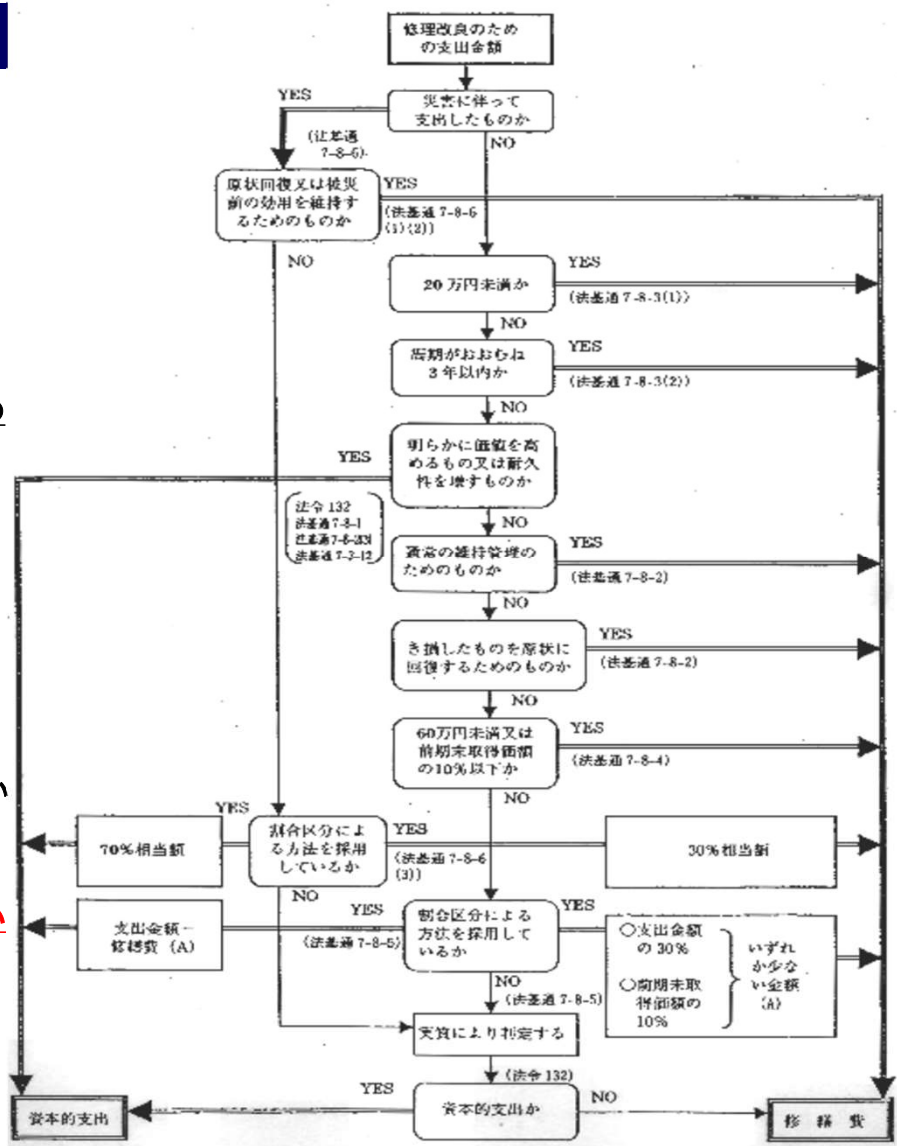 修理改良のため
の支出金額
災害に伴って
支出したものか
YES
NO
(法基通
7-8-6)
原状回復又は被災
前の効用を維持す
るためのものか
YES
(法基通7-8-6
(1)(2))
NO
20万円未満か
YES
(法基通7-8-3(1))
NO
周期がおおむね
3年以内か
YES
(法基通7-8-3(2))
NO
明らかに価値を高
めるもの又は耐久
性を増すものか
YES
法令132
法基通7-8-1
NO
通常の維持管理の
ためのものか
YES
(法基通7-8-2)
NO
き損したものを原状に
回復するためのものか
YES
(法基通7-8-2)
NO
60万円未満又は
前期末取得価額
の10%以下か
YES
(法基通7-8-4)
NO
70%相当額
YES
割合区分によ
る方法を採用
しているか
YES
(法基通7-8-6
(3))
30%相当額
NO
支出金額-
修繕費 (A)
YES
(法基通7-8-5)
割合区分による
方法を採用して
いるか
YES
○支出金額
の30%
○前期末取
得価額の
10%
いずれ
か少な
い金額
(A)
NO
(法基通7-8-5)
実質により判定する
(法令132)
資本的支出か
YES
NO
資本的支出
修繕費